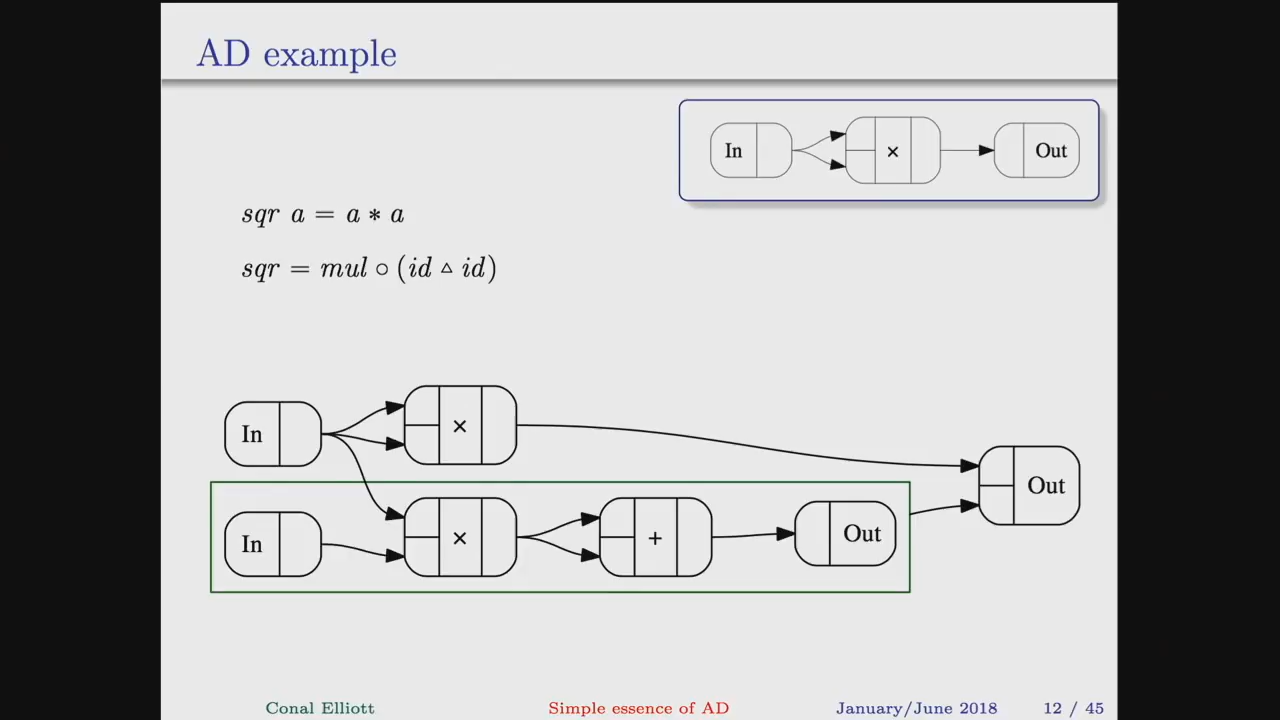 AD example
In × Out
sqr a = a ∗ a
sqr = mul ∘ (id ▵ id)
In ×
Out
In × + Out
Conal Elliott Simple essence of AD January/June 2018 12 / 45